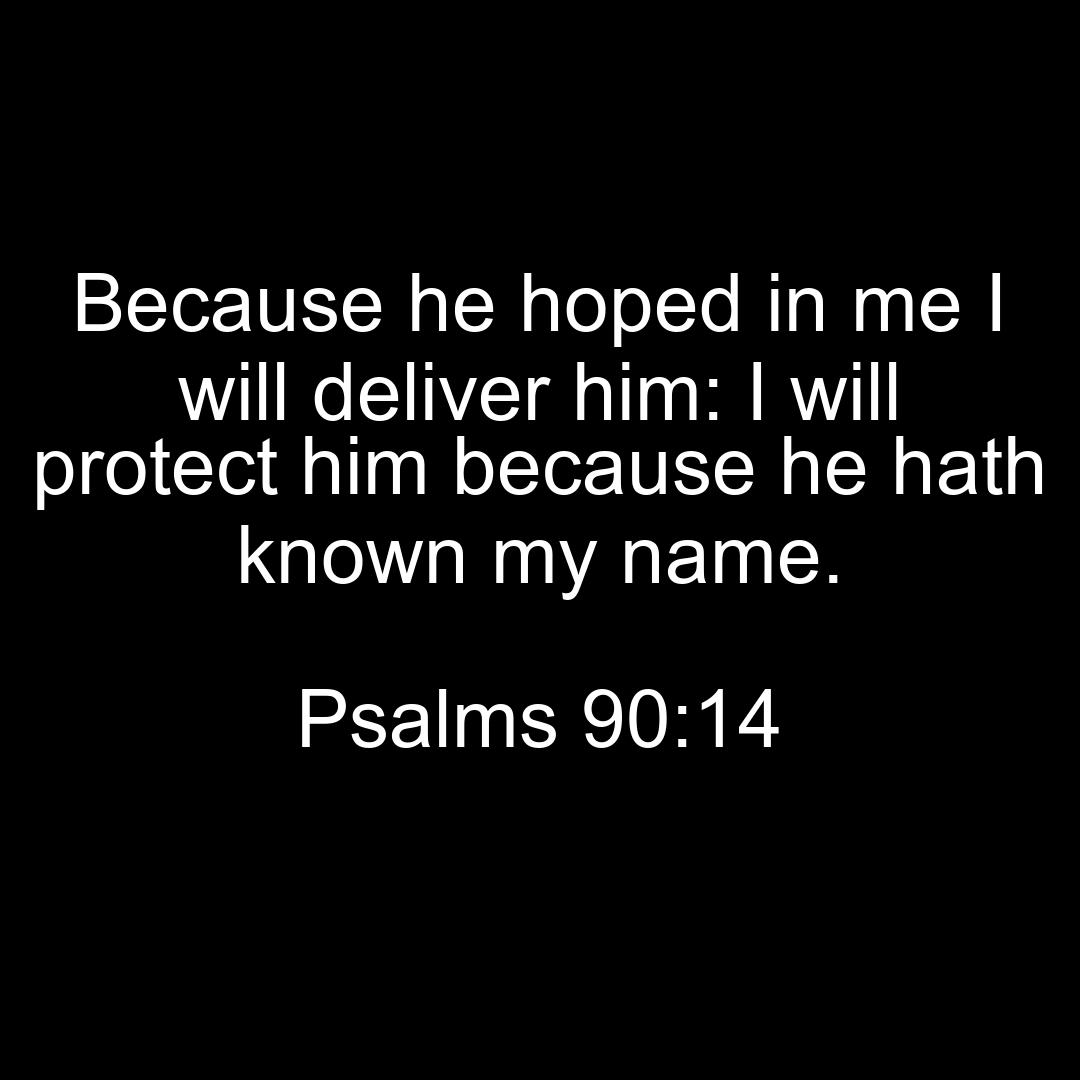 Because he hoped in me I
will deliver him: I will
protect him because he hath
known my name.
Psalms 90:14